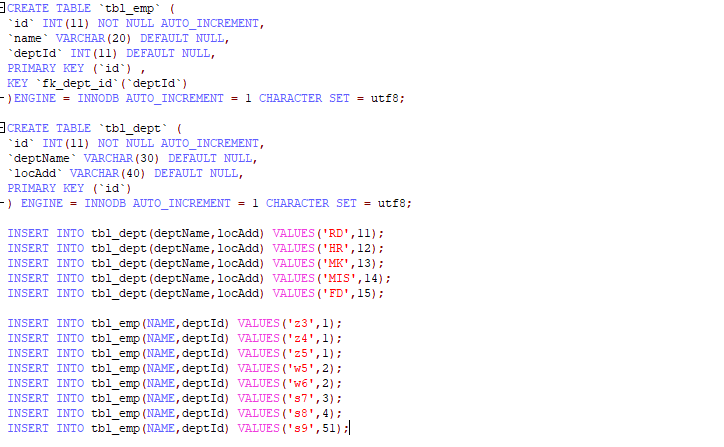 CREATE TABLE `tbl_emp` (
`id` INT(11) NOT NULL AUTO_INCREMENT,
`name` VARCHAR(20) DEFAULT NULL,
`deptId` INT(11) DEFAULT NULL,
PRIMARY KEY (`id`) ,
KEY `fk_dept_id`(`deptId`)
)ENGINE = INNODB AUTO_INCREMENT = 1 CHARACTER SET = utf8;
CREATE TABLE `tbl_dept` (
`id` INT(11) NOT NULL AUTO_INCREMENT,
`deptName` VARCHAR(30) DEFAULT NULL,
`locAdd` VARCHAR(40) DEFAULT NULL,
PRIMARY KEY (`id`)
) ENGINE = INNODB AUTO_INCREMENT = 1 CHARACTER SET = utf8;
INSERT INTO tbl_dept(deptName,locAdd) VALUES('RD',11);
INSERT INTO tbl_dept(deptName,locAdd) VALUES('HR',12);
INSERT INTO tbl_dept(deptName,locAdd) VALUES('MK',13);
INSERT INTO tbl_dept(deptName,locAdd) VALUES('MIS',14);
INSERT INTO tbl_dept(deptName,locAdd) VALUES('FD',15);
INSERT INTO tbl_emp(NAME,deptId) VALUES('z3',1);
INSERT INTO tbl_emp(NAME,deptId) VALUES('z4',1);
INSERT INTO tbl_emp(NAME,deptId) VALUES('z5',1);
INSERT INTO tbl_emp(NAME,deptId) VALUES('w5',2);
INSERT INTO tbl_emp(NAME,deptId) VALUES('w6',2);
INSERT INTO tbl_emp(NAME,deptId) VALUES('s7',3);
INSERT INTO tbl_emp(NAME,deptId) VALUES('s8',4);
INSERT INTO tbl_emp(NAME,deptId) VALUES('s9',51);